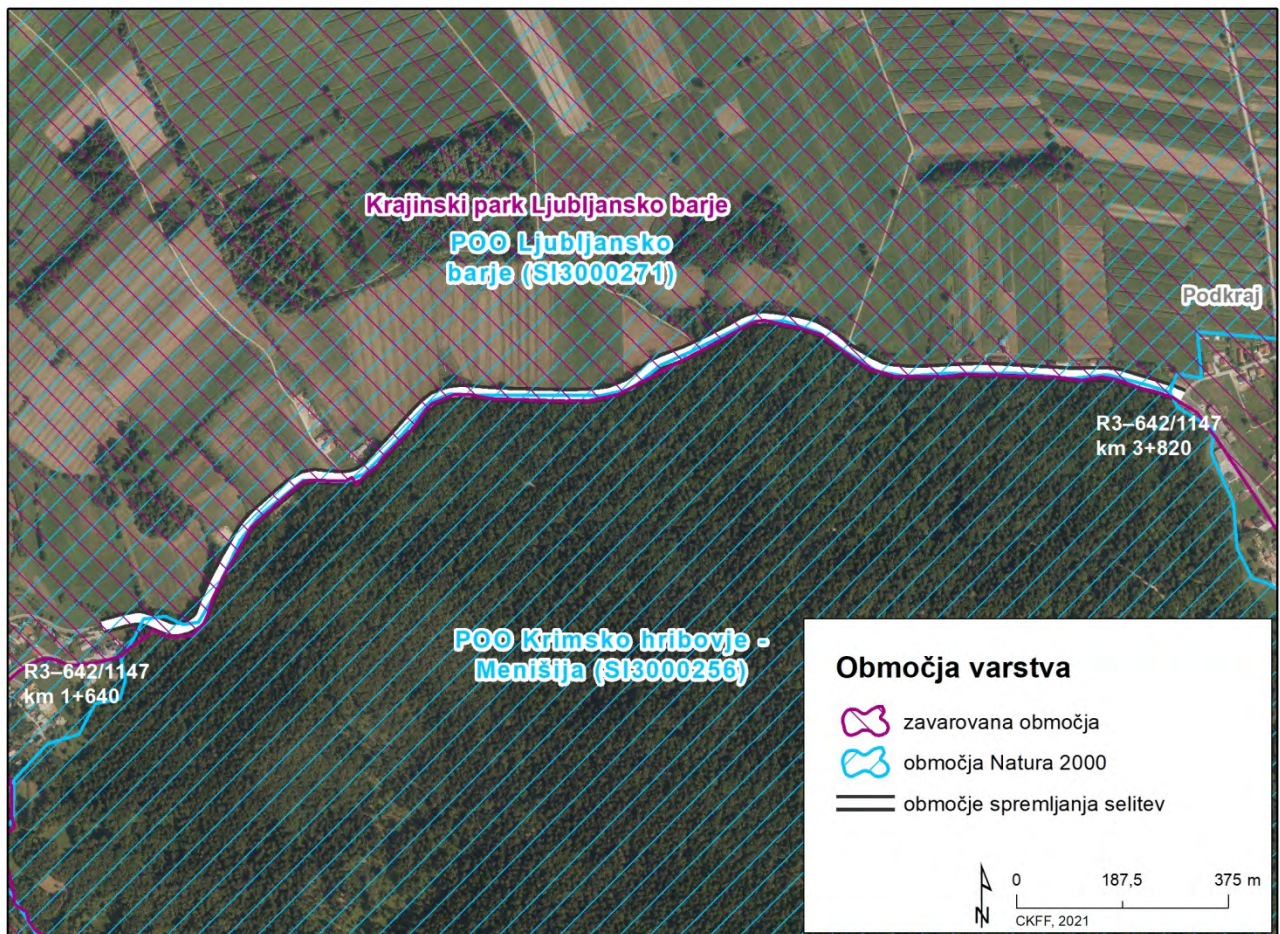 Krajinski park Ljubljansko barje
POO Ljubljansko
barje (SI3000271)
Podkraj
R3–642/1147
km 3+820
POO Krimsko hribovje -
Menišija (SI3000256)
R3–642/1147
km 1+640
Območja varstva
zavarovana območja
območja Natura 2000
območje spremljanja selitev
N
0 187,5 375 m
CKFF, 2021